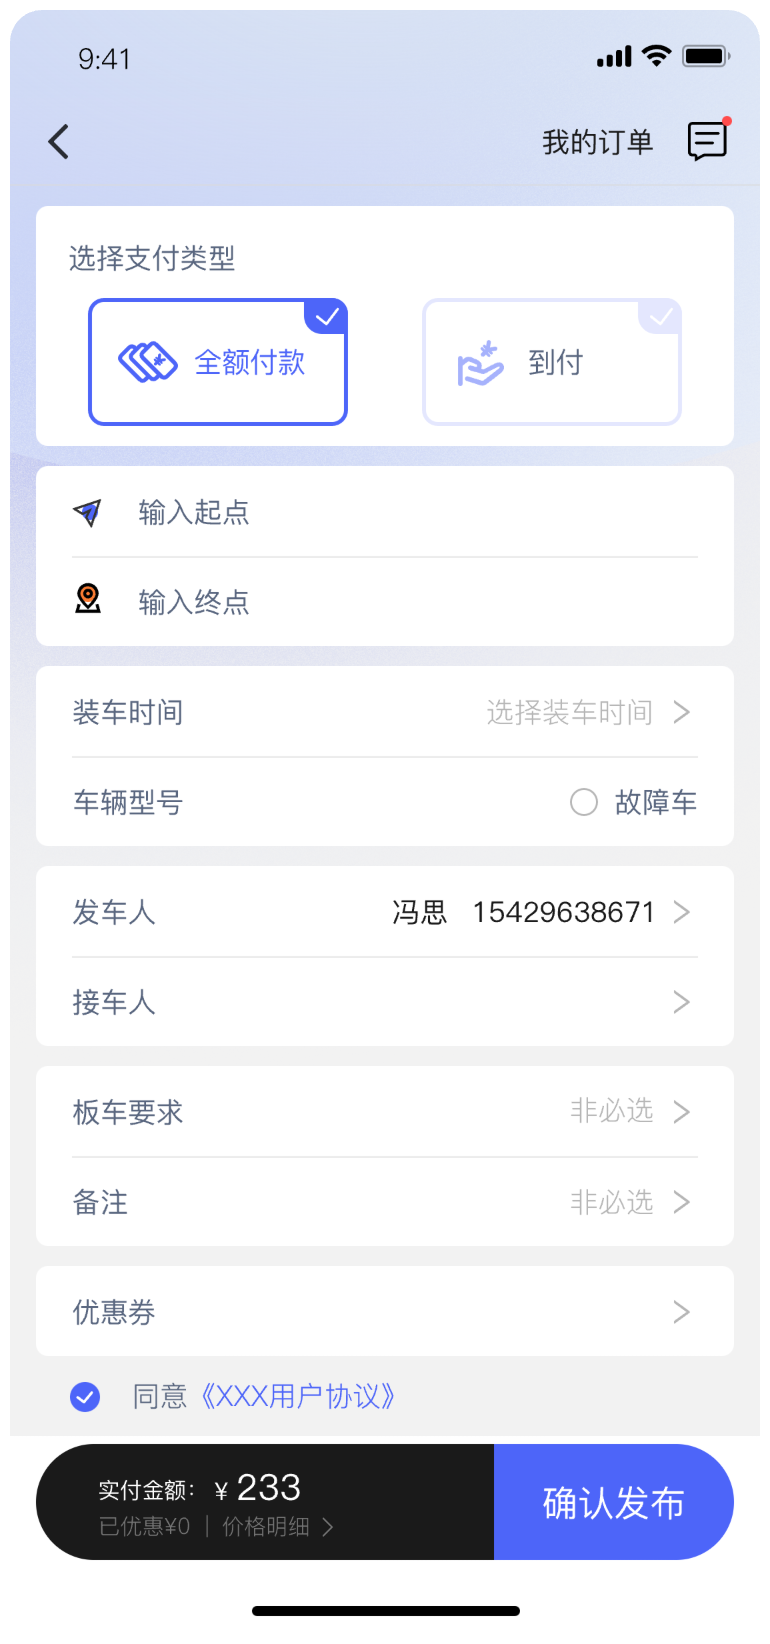 9:41
我的订单
选择支付类型
全额付款 到付
输入起点
输入终点
装车时间 选择装车时间
车辆型号 故障车
发车人 冯思 15429638671
接车人
板车要求 非必选
备注 非必选
优惠券
同意《XXX用户协议》
实付金额： ¥ 233
已优惠¥0 | 价格明细
确认发布